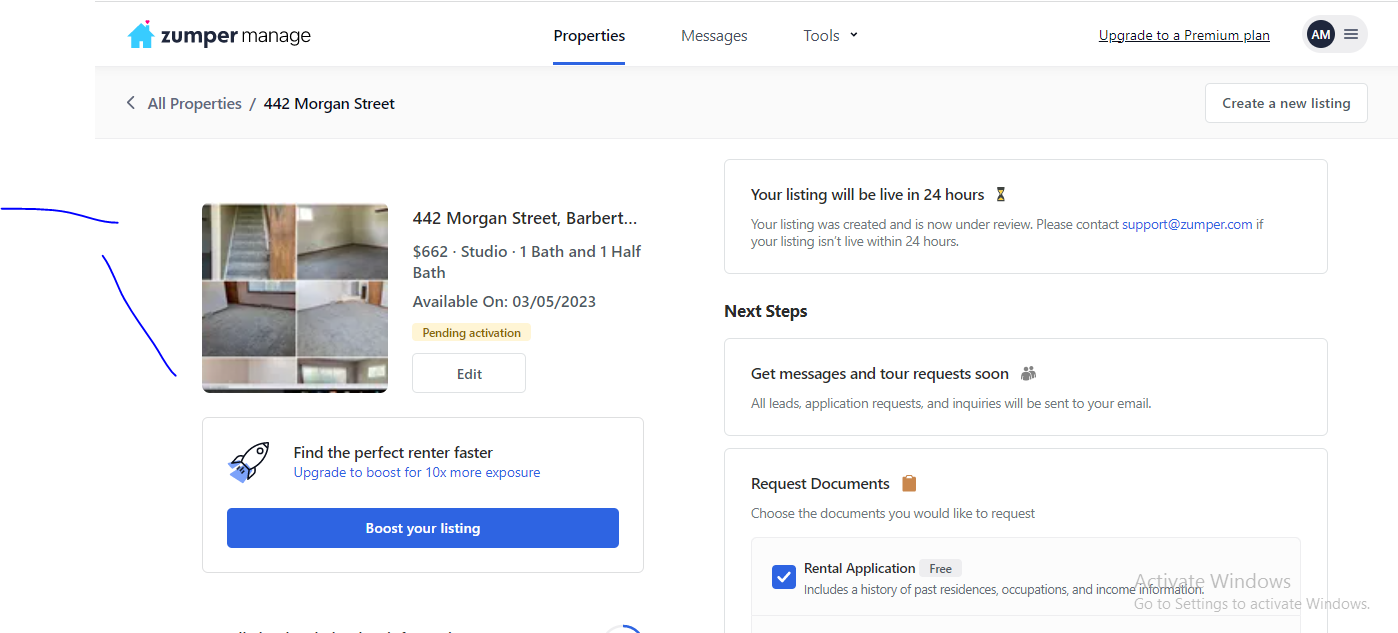 zumper manage
Properties
Messages
Tools
Upgrade to a Premium plan
AM
All Properties / 442 Morgan Street
Create a new listing
442 Morgan Street, Barbert...
$662 · Studio · 1 Bath and 1 Half
Bath
Available On: 03/05/2023
Pending activation
Edit
Find the perfect renter faster
Upgrade to boost for 10x more exposure
Boost your listing
Your listing will be live in 24 hours
Your listing was created and is now under review. Please contact support@zumper.com if
your listing isn't live within 24 hours.
Next Steps
Get messages and tour requests soon
All leads, application requests, and inquiries will be sent to your email.
Request Documents
Choose the documents you would like to request
Rental Application Free
Includes a history of past residences, occupations, and income information.
Activate Windows
Go to Settings to activate Windows.